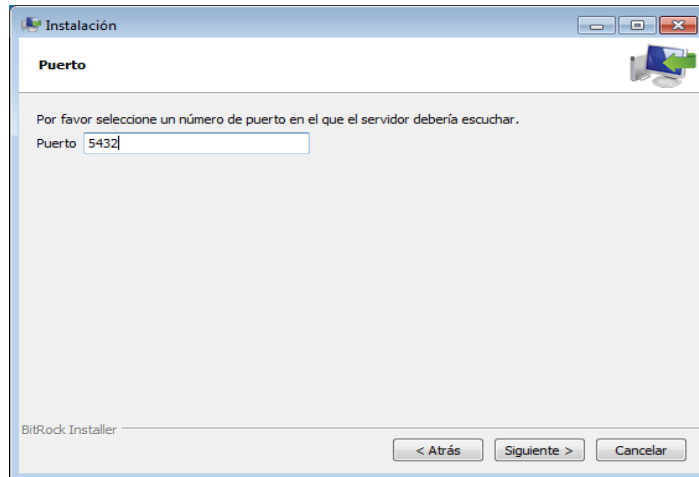 Instalación
Puerto
Por favor seleccione un número de puerto en el que el servidor debería escuchar.
Puerto 5432
BitRock Installer
< Atrás Siguiente > Cancelar